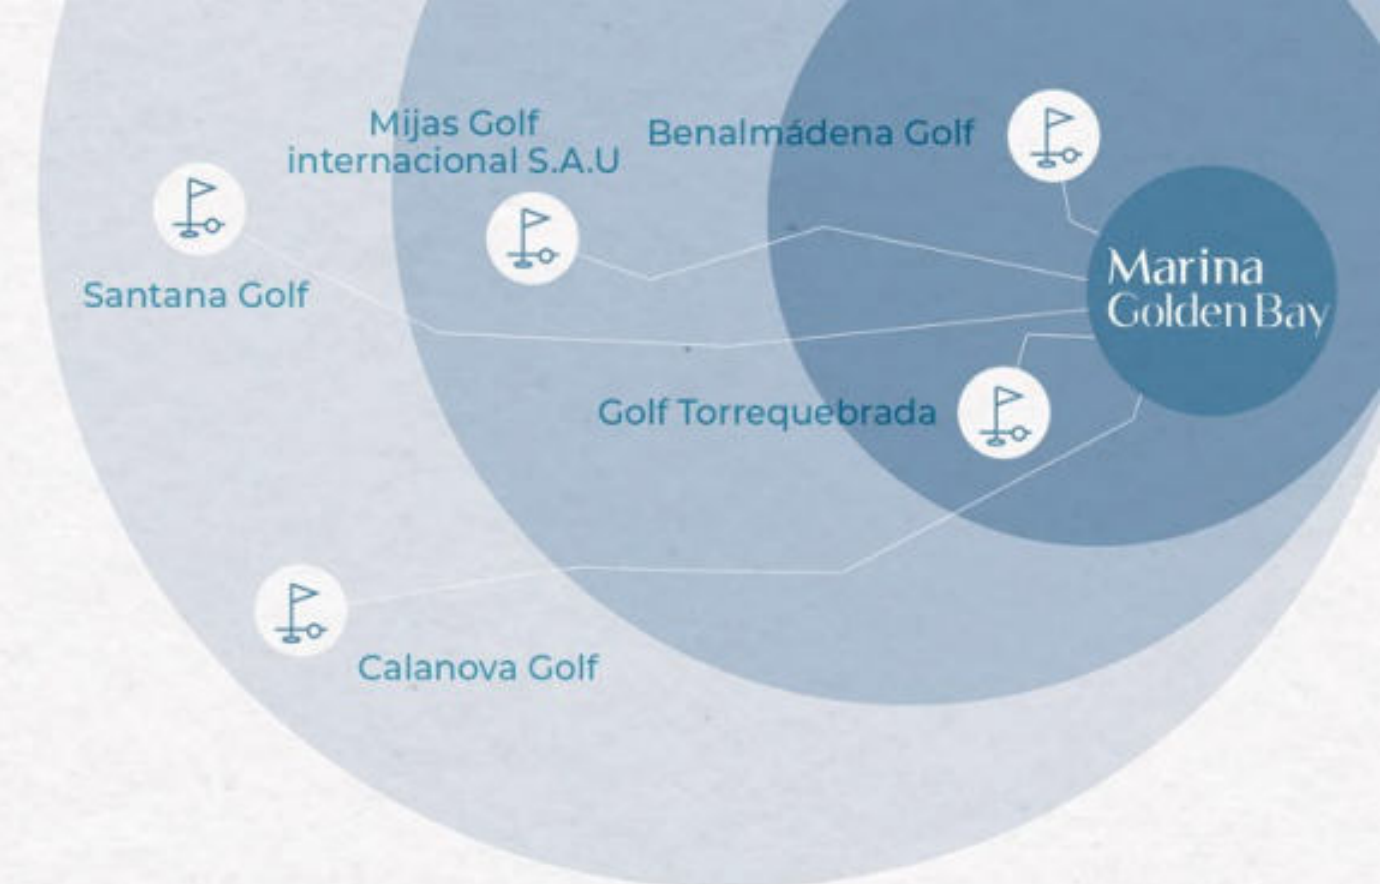 Mijas Golf
internacional S.A.U
Benalmádena Golf
Santana Golf
Marina
Golden Bay
Golf Torrequebrada
Calanova Golf